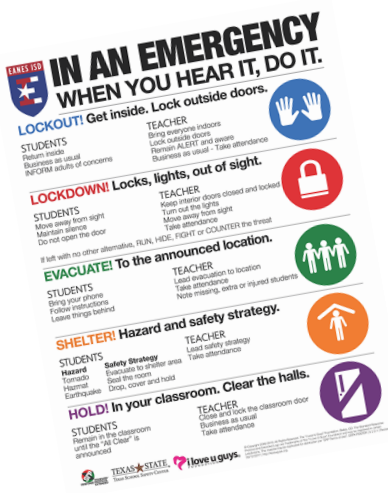 EANES ISD
E
IN AN EMERGENCY
WHEN YOU HEAR IT, DO IT.
LOCKOUT! Get inside. Lock outside doors.
STUDENTS
Return inside
Business as usual
INFORM adults of concerns
TEACHER
Bring everyone indoors
Lock outside doors
Remain ALERT and aware
Business as usual - Take attendance
LOCKDOWN! Locks, lights, out of sight.
STUDENTS
Move away from sight
Maintain silence
Do not open the door
TEACHER
Keep interior doors closed and locked
Turn out the lights
Move away from sight
Take attendance
If left with no other alternative, RUN, HIDE, FIGHT or COUNTER the threat
EVACUATE! To the announced location.
STUDENTS
Bring your phone
Follow instructions
Leave things behind
TEACHER
Lead evacuation to location
Take attendance
Note missing, extra or injured students
SHELTER! Hazard and safety strategy.
STUDENTS
Hazard Safety Strategy
Tornado Evacuate to shelter area
Hazmat Seal the room
Earthquake Drop, cover and hold
TEACHER
Lead safety strategy
Take attendance
HOLD! In your classroom. Clear the halls.
STUDENTS
Remain in the classroom
until the "All Clear" is
announced
TEACHER
Close and lock the classroom door
Business as usual
Take attendance
TEXAS STATE
TEXAS SCHOOL SAFETY CENTER
i love u guys.